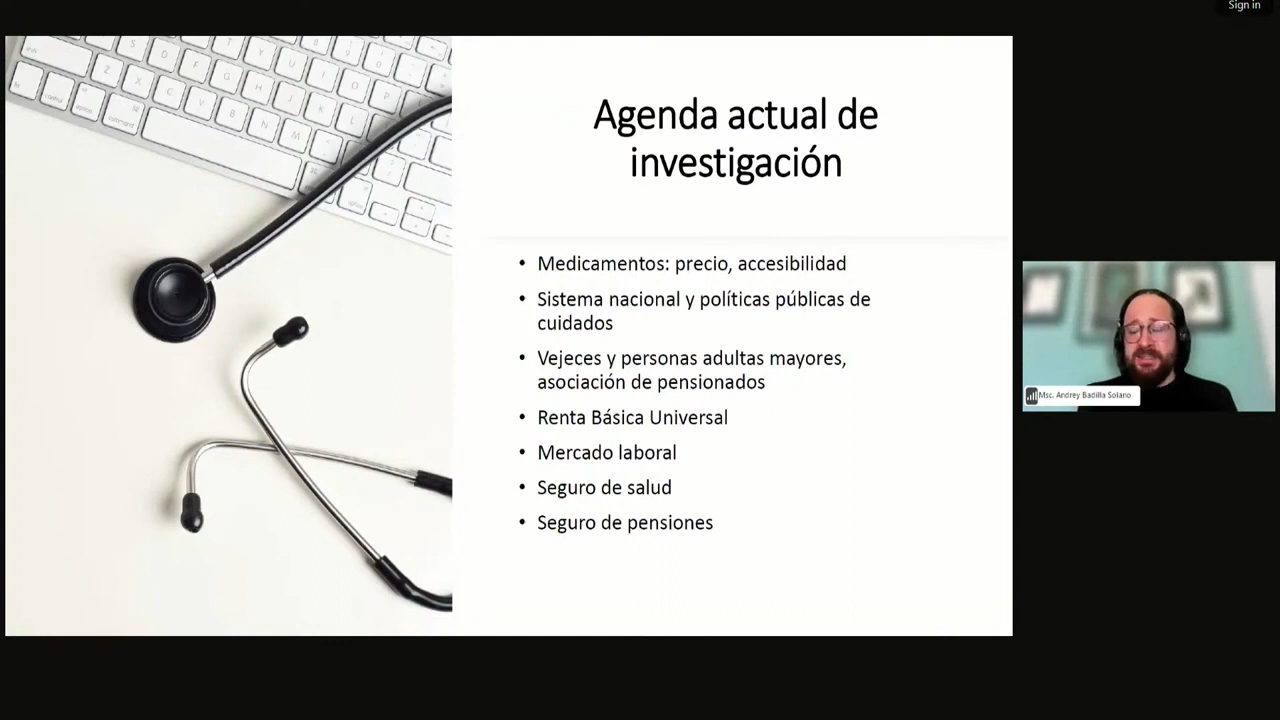 Sign in
Agenda actual de
investigación
• Medicamentos: precio, accesibilidad
• Sistema nacional y políticas públicas de
cuidados
• Vejeces y personas adultas mayores,
asociación de pensionados
• Renta Básica Universal
• Mercado laboral
• Seguro de salud
• Seguro de pensiones
Msc. Andrey Badilla Solano